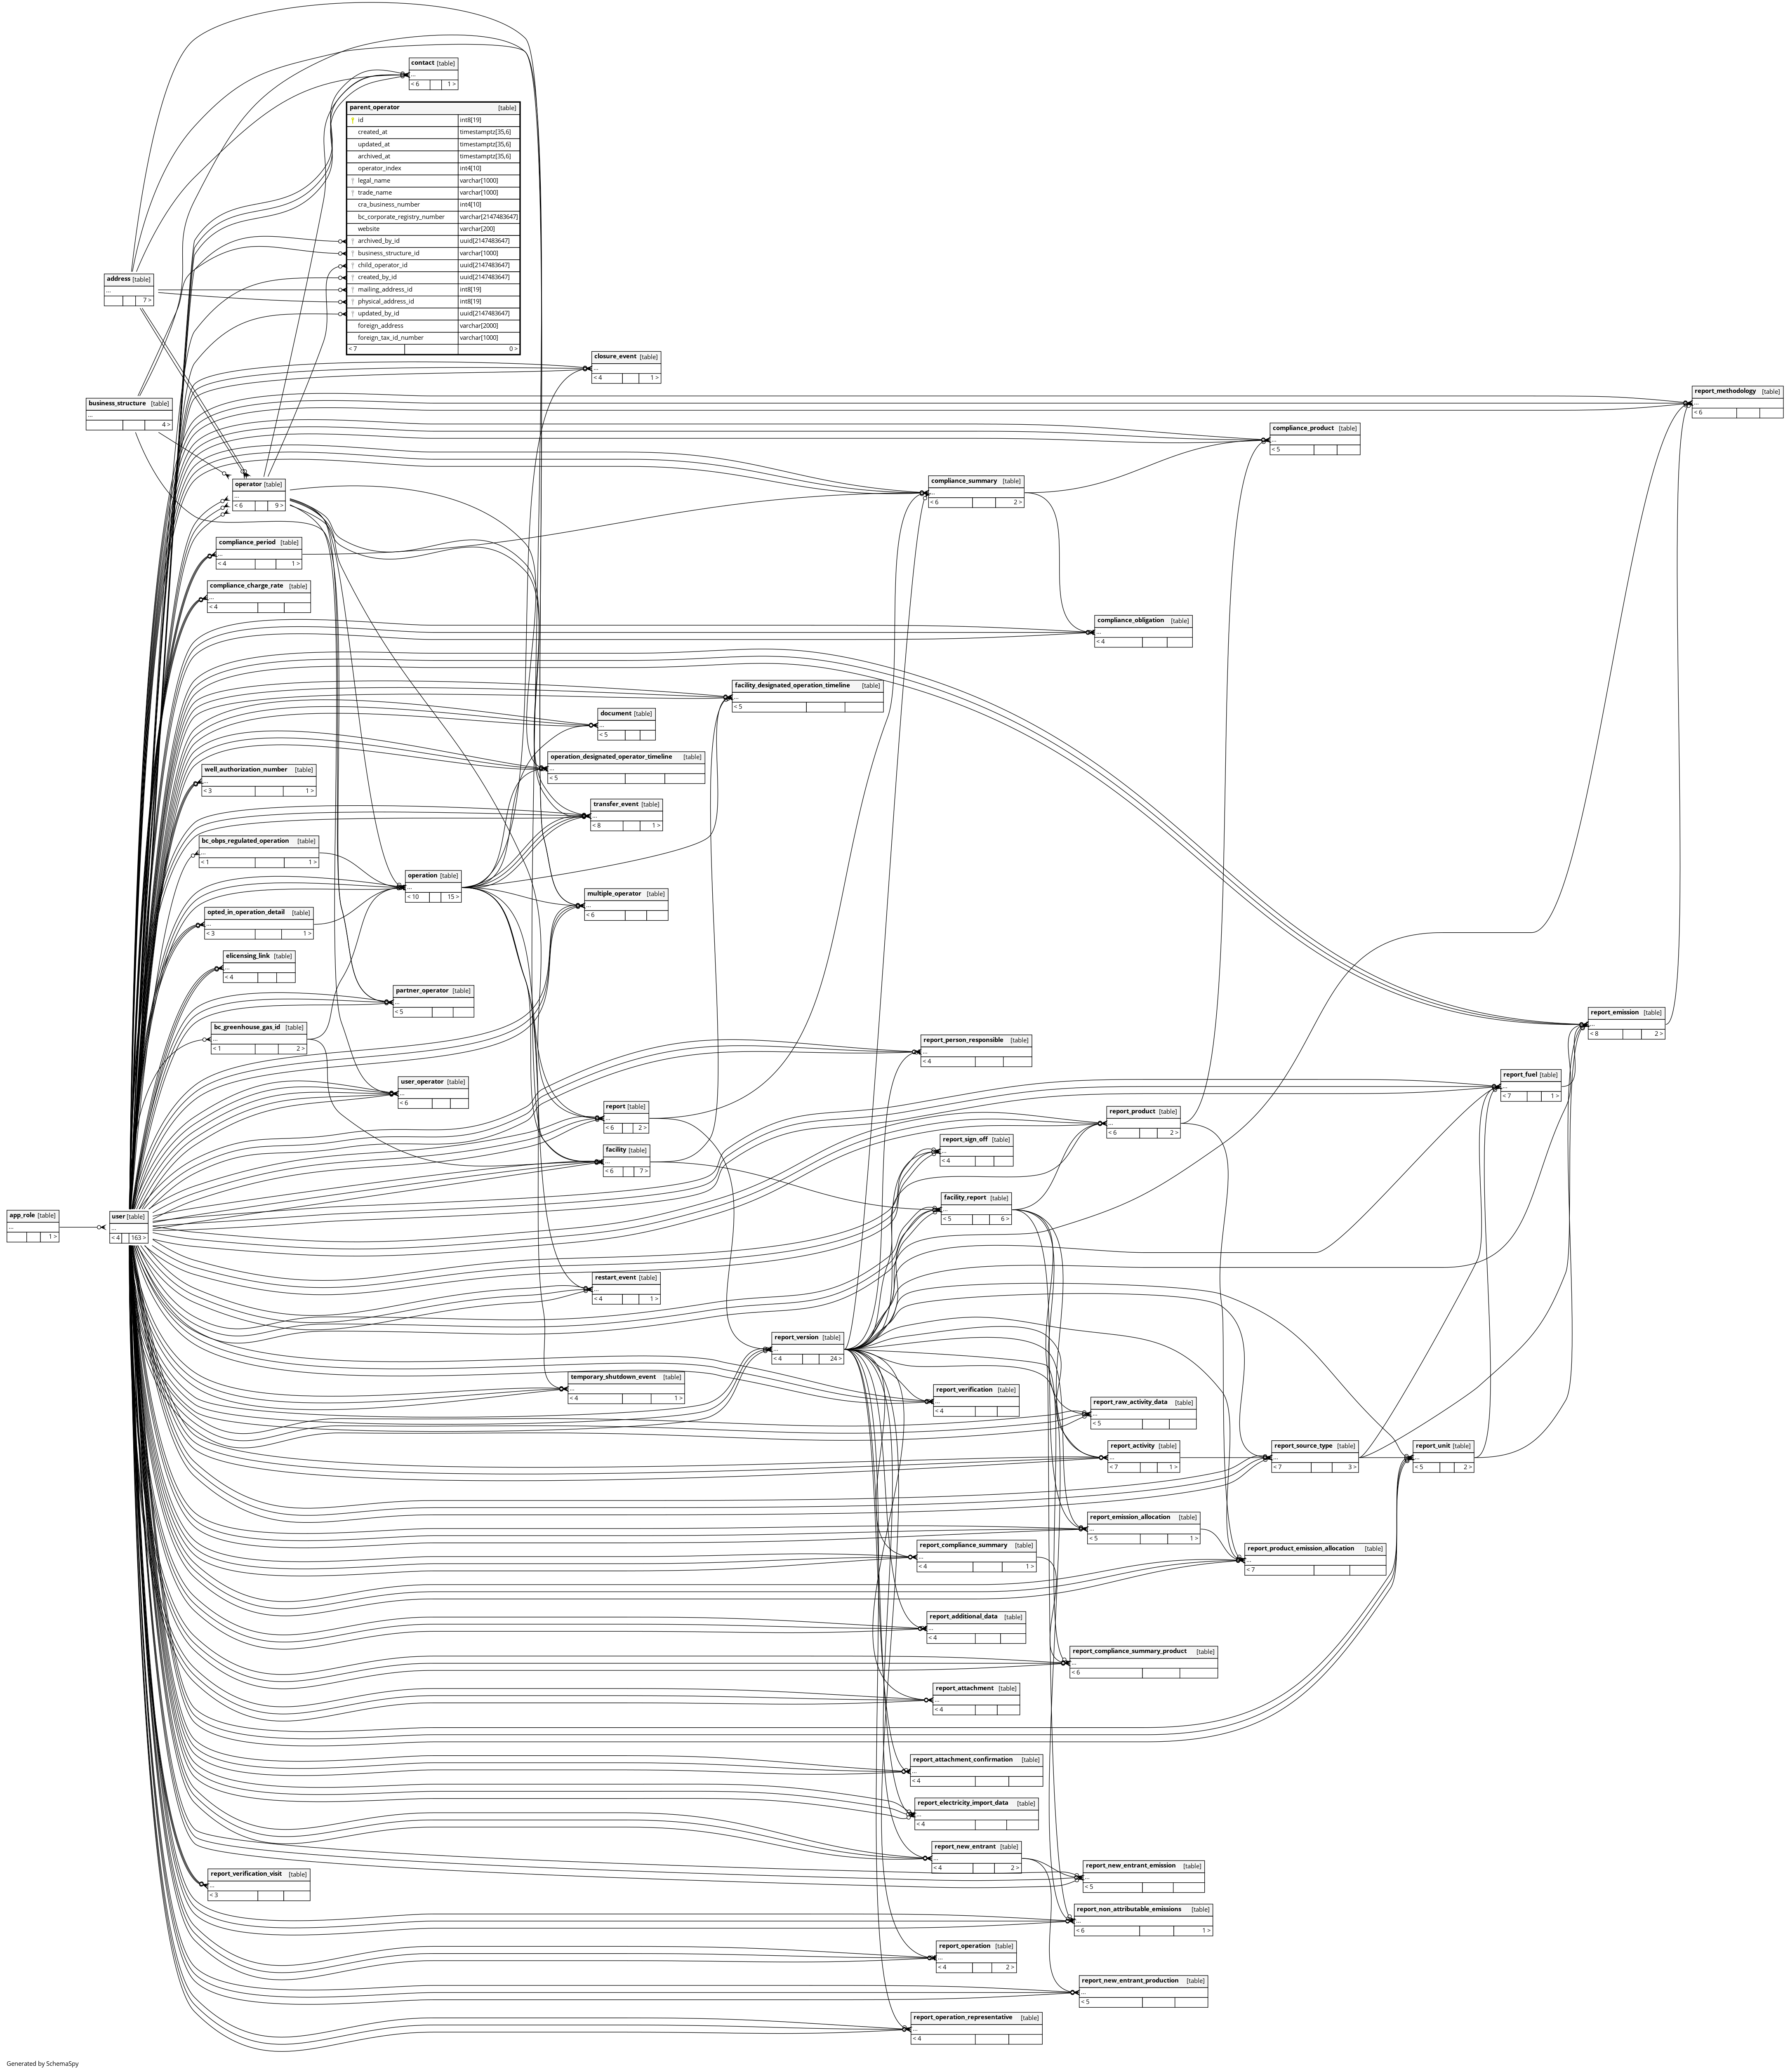 contact [table]
...
< 6 1 >
parent_operator [table]
id int8[19]
created_at timestamptz[35,6]
updated_at timestamptz[35,6]
archived_at timestamptz[35,6]
operator_index int4[10]
legal_name varchar[1000]
trade_name varchar[1000]
cra_business_number int4[10]
bc_corporate_registry_number varchar[2147483647]
website varchar[200]
archived_by_id uuid[2147483647]
business_structure_id varchar[1000]
child_operator_id uuid[2147483647]
created_by_id uuid[2147483647]
mailing_address_id int8[19]
physical_address_id int8[19]
updated_by_id uuid[2147483647]
foreign_address varchar[2000]
foreign_tax_id_number varchar[1000]
< 7 0 >
address [table]
...
7 >
closure_event [table]
...
< 4 1 >
report_methodology [table]
...
< 6
business_structure [table]
...
4 >
compliance_product [table]
...
< 5
operator [table]
...
< 6 9 >
compliance_summary [table]
...
< 6 2 >
compliance_period [table]
...
< 4 1 >
compliance_charge_rate [table]
...
< 4
compliance_obligation [table]
...
< 4
facility_designated_operation_timeline [table]
...
< 5
document [table]
...
< 5
operation_designated_operator_timeline [table]
...
< 5
well_authorization_number [table]
...
< 3 1 >
transfer_event [table]
...
< 8 1 >
bc_obps_regulated_operation [table]
...
< 1 1 >
operation [table]
...
< 10 15 >
multiple_operator [table]
...
< 6
opted_in_operation_detail [table]
...
< 3 1 >
elicensing_link [table]
...
< 4
partner_operator [table]
...
< 5
bc_greenhouse_gas_id [table]
...
< 1 2 >
report_emission [table]
...
< 8 2 >
report_person_responsible [table]
...
< 4
user_operator [table]
...
< 6
report_fuel [table]
...
< 7 1 >
report [table]
...
< 6 2 >
report_product [table]
...
< 6 2 >
report_sign_off [table]
...
< 4
facility [table]
...
< 6 7 >
facility_report [table]
...
< 5 6 >
app_role [table]
...
1 >
user [table]
...
< 4 163 >
restart_event [table]
...
< 4 1 >
report_version [table]
...
< 4 24 >
temporary_shutdown_event [table]
...
< 4 1 >
report_verification [table]
...
< 4
report_raw_activity_data [table]
...
< 5
report_activity [table]
...
< 7 1 >
report_source_type [table]
...
< 7 3 >
report_unit [table]
...
< 5 2 >
report_emission_allocation [table]
...
< 5 1 >
report_compliance_summary [table]
...
< 4 1 >
report_product_emission_allocation [table]
...
< 7
report_additional_data [table]
...
< 4
report_compliance_summary_product [table]
...
< 6
report_attachment [table]
...
< 4
report_attachment_confirmation [table]
...
< 4
report_electricity_import_data [table]
...
< 4
report_new_entrant [table]
...
< 4 2 >
report_new_entrant_emission [table]
...
< 5
report_verification_visit [table]
...
< 3
report_non_attributable_emissions [table]
...
< 6 1 >
report_operation [table]
...
< 4 2 >
report_new_entrant_production [table]
...
< 5
report_operation_representative [table]
...
< 4
Generated by SchemaSpy